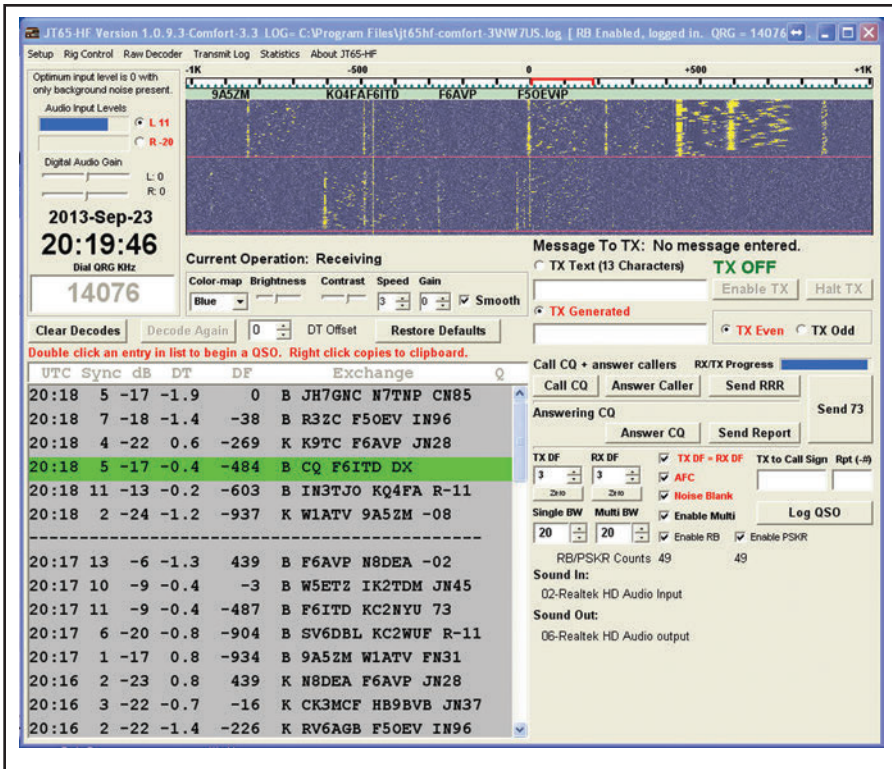 JT65-HF Version 1.0.9.3-Comfort-3.3 LOG= C:\Program Files\jt65hf-comfort-3\NW7US.log [ RB Enabled, logged in. QRG = 14076
Setup Rig Control Raw Decoder Transmit Log Statistics About JT65-HF
Optimum input level is 0 with
only background noise present.
Audio Input Levels
L 11
R -20
Digital Audio Gain
L: 0
R: 0
2013-Sep-23
20:19:46
Dial QRG KHz
14076
-1K -500 0 +500 +1K
9A5ZM KQ4FAF6ITD F6AVP F5OEVIP
Current Operation: Receiving
Color-map Brightness Contrast Speed Gain
Blue 3 0 Smooth
Message To TX: No message entered.
TX Text (13 Characters) TX OFF
Enable TX Halt TX
TX Generated
TX Even TX Odd
Clear Decodes Decode Again 0 DT Offset Restore Defaults
Double click an entry in list to begin a QSO. Right click copies to clipboard.
UTC Sync dB DT DF Exchange Q
20:18 5 -17 -1.9 0 B JH7GNC N7TNP CN85
20:18 7 -18 -1.4 -38 B R3ZC F5OEV IN96
20:18 4 -22 0.6 -269 K K9TC F6AVP JN28
20:18 5 -17 -0.4 -484 B CQ F6ITD DX
20:18 11 -13 -0.2 -603 B IN3TJO KQ4FA R-11
20:18 2 -24 -1.2 -937 K W1ATV 9A5ZM -08
20:17 13 -6 -1.3 439 B F6AVP N8DEA -02
20:17 10 -9 -0.4 -3 B W5ETZ IK2TDM JN45
20:17 11 -9 -0.4 -487 B F6ITD KC2NYU 73
20:17 6 -20 -0.8 -904 B SV6DBL KC2WUF R-11
20:17 1 -17 0.8 -934 B 9A5ZM W1ATV FN31
20:16 2 -23 0.8 439 K N8DEA F6AVP JN28
20:16 3 -22 -0.7 -16 K CK3MCF HB9BVB JN37
20:16 2 -22 -1.4 -226 K RV6AGB F5OEV IN96
Call CQ + answer callers RX/TX Progress
Call CQ Answer Caller Send RRR
Send 73
Answering CQ
Answer CQ Send Report
TX DF RX DF TX DF = RX DF TX to Call Sign Rpt (-#)
3 3 AFC
Zero Zero Noise Blank
Single BW Multi BW Enable Multi Log QSO
20 20 Enable RB Enable PSKR
RB/PSKR Counts 49 49
Sound In:
02-Realtek HD Audio Input
Sound Out:
06-Realtek HD Audio output